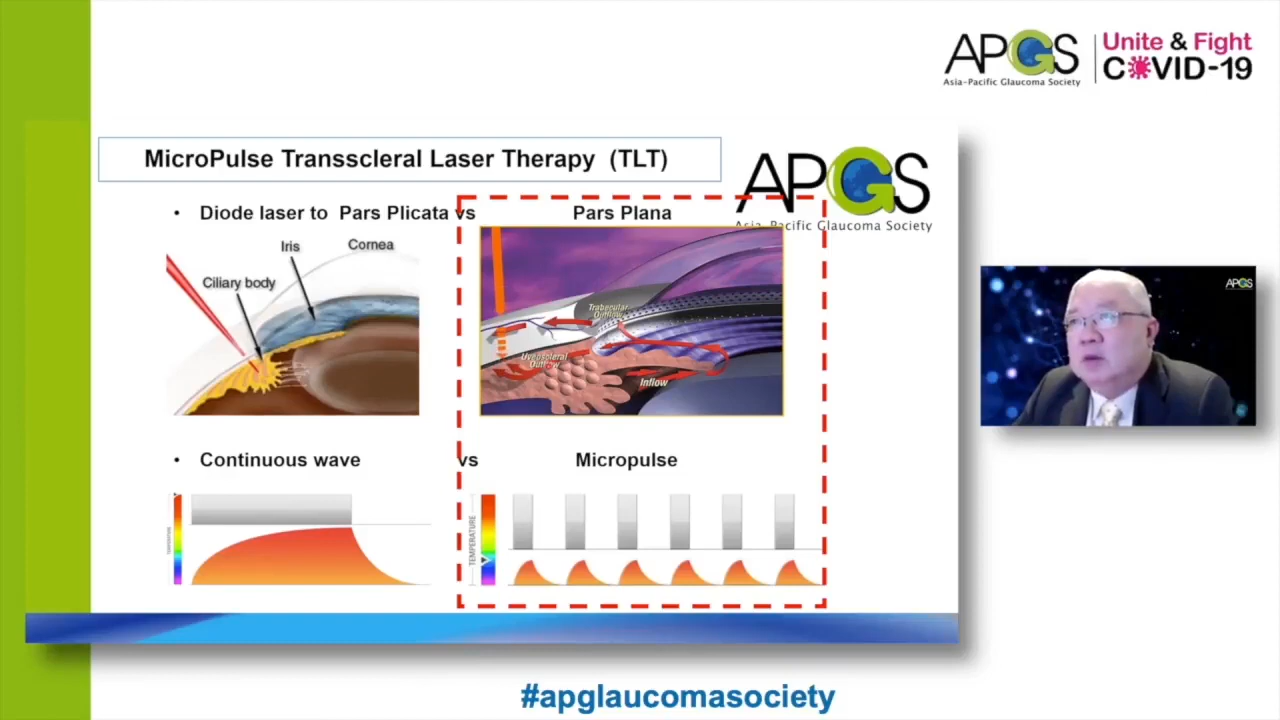 APGS
Asia-Pacific Glaucoma Society
Unite & Fight
COVID-19
MicroPulse Transscleral Laser Therapy (TLT)
APGS
Asia-Pacific Glaucoma Society
• Diode laser to Pars Plicata vs Pars Plana
Iris
Cornea
Ciliary body
Trabecular
Outflow
Uveoscleral
Outflow
Inflow
APGS
• Continuous wave vs Micropulse
TEMPERATURE
TEMPERATURE
#apglaucomasociety